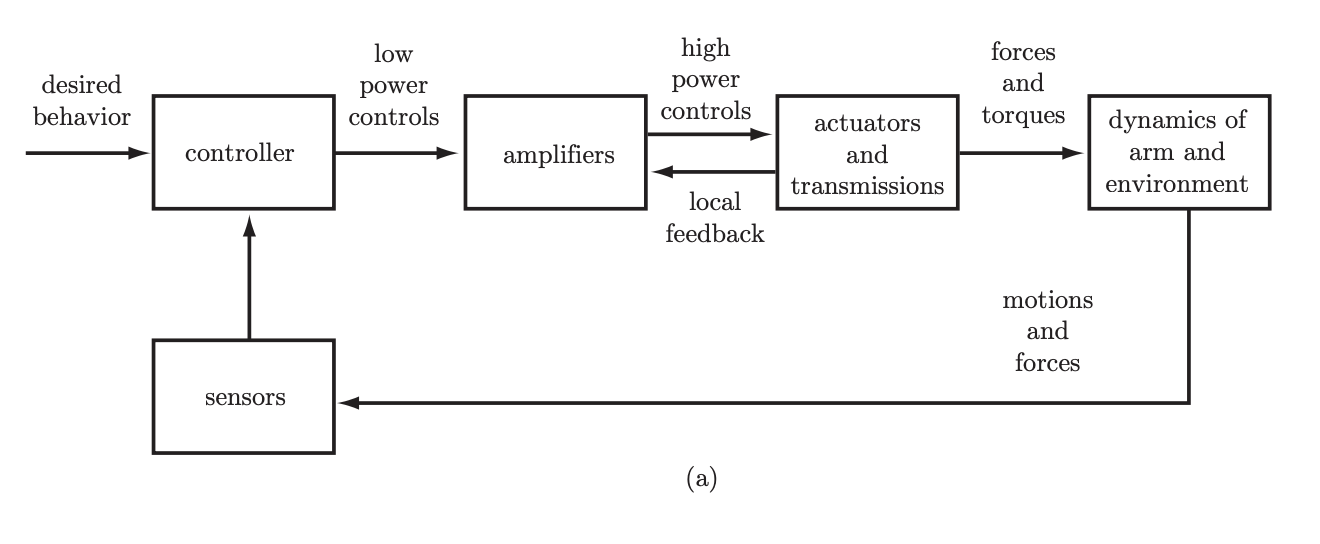 desired
behavior
controller
low
power
controls
amplifiers
high
power
controls
local
feedback
actuators
and
transmissions
forces
and
torques
dynamics of
arm and
environment
motions
and
forces
sensors
(a)